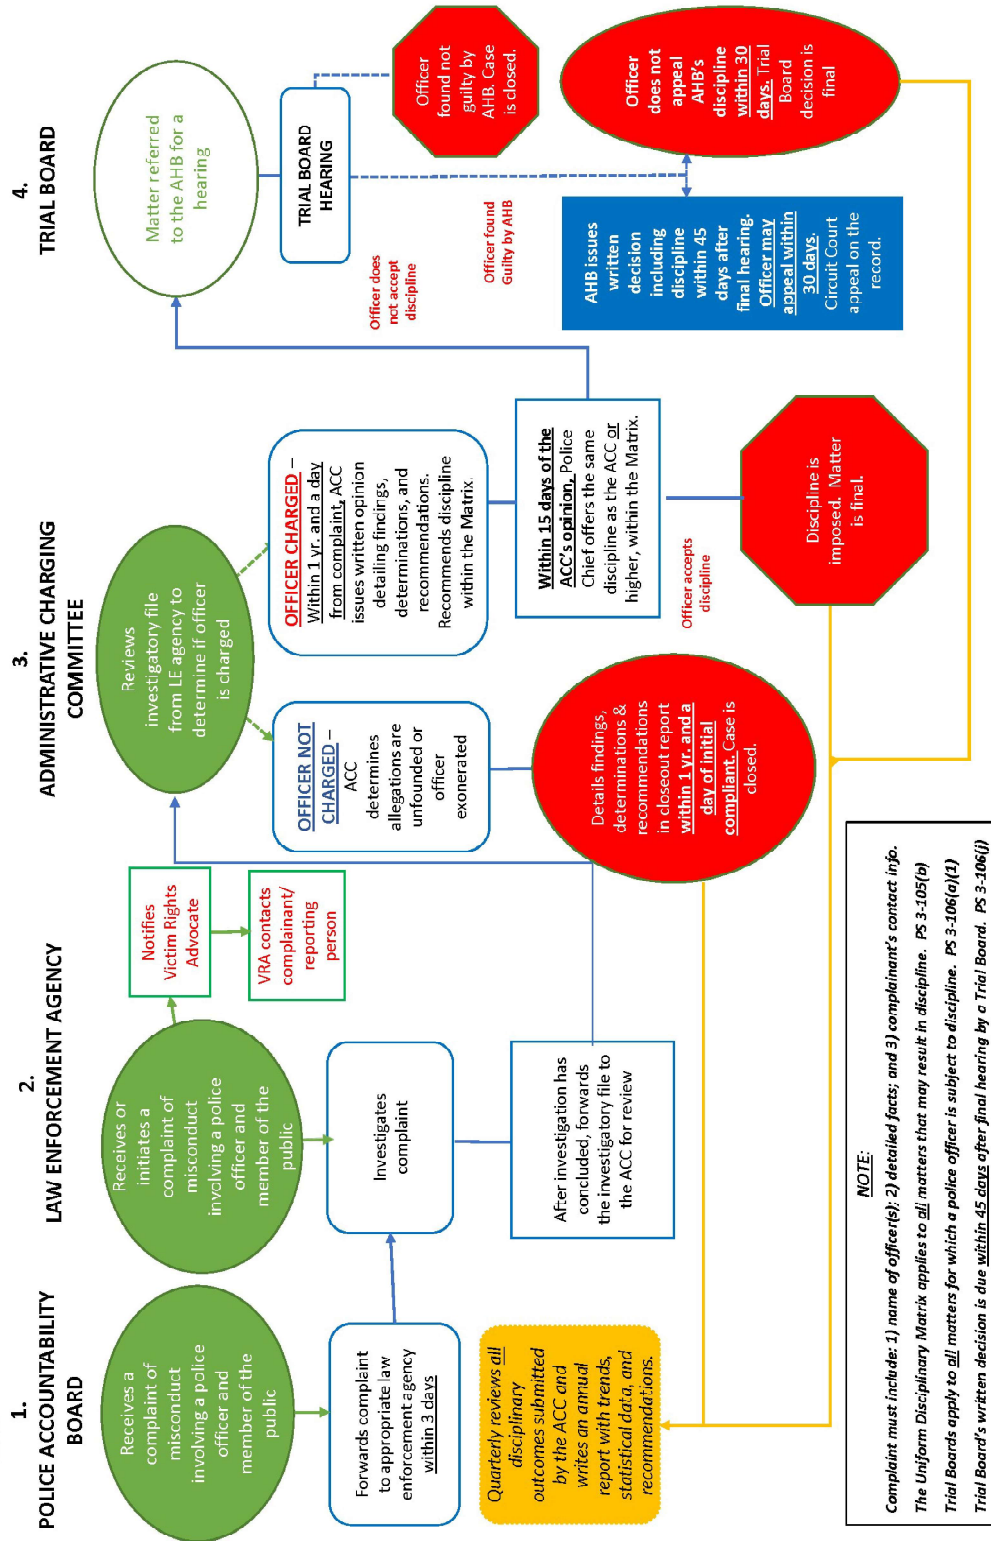 1.
POLICE ACCOUNTABILITY
BOARD
Receives a
complaint of
misconduct
involving a police
officer and
member of the
public
Forwards complaint
to appropriate law
enforcement agency
within 3 days
Quarterly reviews all
disciplinary
outcomes submitted
by the ACC and
writes an annual
report with trends,
statistical data, and
recommendations.
2.
LAW ENFORCEMENT AGENCY
Receives or
initiates a
complaint of
misconduct
involving a police
officer and
member of the
public
Notifies
Victim Rights
Advocate
VRA contacts
complainant/
reporting
person
Investigates
complaint
After investigation has
concluded, forwards
the investigatory file to
the ACC for review
3.
ADMINISTRATIVE CHARGING
COMMITTEE
Reviews
investigatory file
from LE agency to
determine if officer
is charged
OFFICER NOT
CHARGED –
ACC
determines
allegations are
unfounded or
officer
exonerated
Details findings,
determinations &
recommendations
in closeout report
within 1 yr. and a
day of initial
compliant. Case is
closed.
OFFICER CHARGED –
Within 1 yr. and a day
from complaint, ACC
issues written opinion
detailing findings,
determinations, and
recommendations.
Recommends discipline
within the Matrix.
Within 15 days of the
ACC's opinion, Police
Chief offers the same
discipline as the ACC or
higher, within the Matrix.
Officer accepts
discipline
Discipline is
imposed. Matter
is final.
4.
TRIAL BOARD
Matter referred
to the AHB for a
hearing
Officer does
not accept
discipline
TRIAL BOARD
HEARING
Officer found not
guilty by
AHB. Case
is closed.
Officer found
Guilty by AHB
AHB issues
written
decision
including
discipline
within 45
days after
final hearing.
Officer may
appeal within
30 days.
Circuit Court
appeal on the
record.
Officer
does not
appeal
AHB's
discipline
within 30
days. Trial
Board
decision is
final
NOTE:
Complaint must include: 1) name of officer(s); 2) detailed facts; and 3) complainant's contact info.
The Uniform Disciplinary Matrix applies to all matters that may result in discipline. PS 3-105(b)
Trial Boards apply to all matters for which a police officer is subject to discipline. PS 3-106(a)(1)
Trial Board's written decision is due within 45 days after final hearing by a Trial Board. PS 3-106(j)